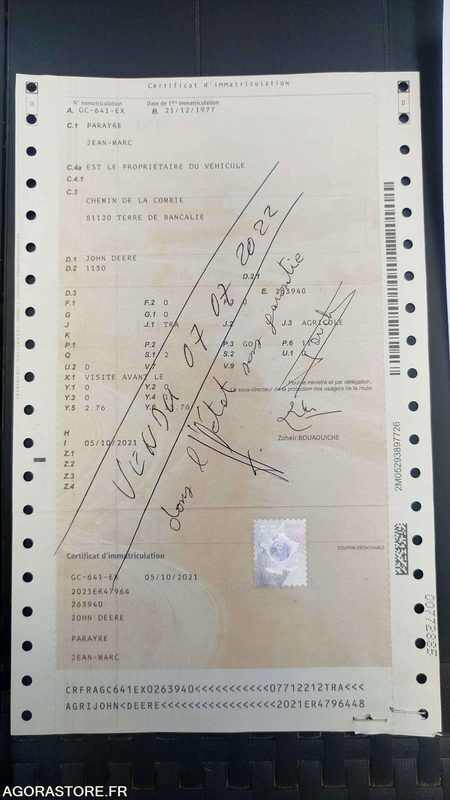 Certificat d'immatriculation
N° Immatriculation Date de 1ère immatriculation
A. GC-641-EX B. 21/12/1977
C.1 PARAYRE
JEAN-MARC
C.4a EST LE PROPRIETAIRE DU VEHICULE
C.4.1
C.3
CHEMIN DE LA COMBIE
81120 TERRE DE BANCALIE
D.1 JOHN DEERE
D.2 1130
D.2.1
D.3 E. 263940
F.1 F.2 0
G G.1 0
J J.1 TRA J.2 J.3 AGRICOLE
K
P.1 P.2 P.3 GO P.6 11
Q S.1 2 S.2 U.1 0
U.2 0 V.7 V.9
X.1 VISITE AVANT LE
Y.1 0 Y.2 0
Y.3 0 Y.4
Y.5 2.76 2.76
Pour le ministre et par délégation,
Le sous-directeur de la protection des usagers de la route
Zoheir BOUAOUICHE
H
I 05/10/2021
Z.1
Z.2
Z.3
Z.4
VENDU 07 07 2022
dans l'état sans garantie
2M05293897726
Certificat d'immatriculation
COUPON DÉTACHABLE
GC-641-EX 05/10/2021
2021ER47964
263940
JOHN DEERE
PARAYRE
JEAN-MARC
CRFRAGC641EX0263940<<<<<<<<<<<07712212TRA<<<
AGRIJOHN<DEERE<<<<<<<<<<<<<<<<<2021ER4796448
AGORASTORE.FR